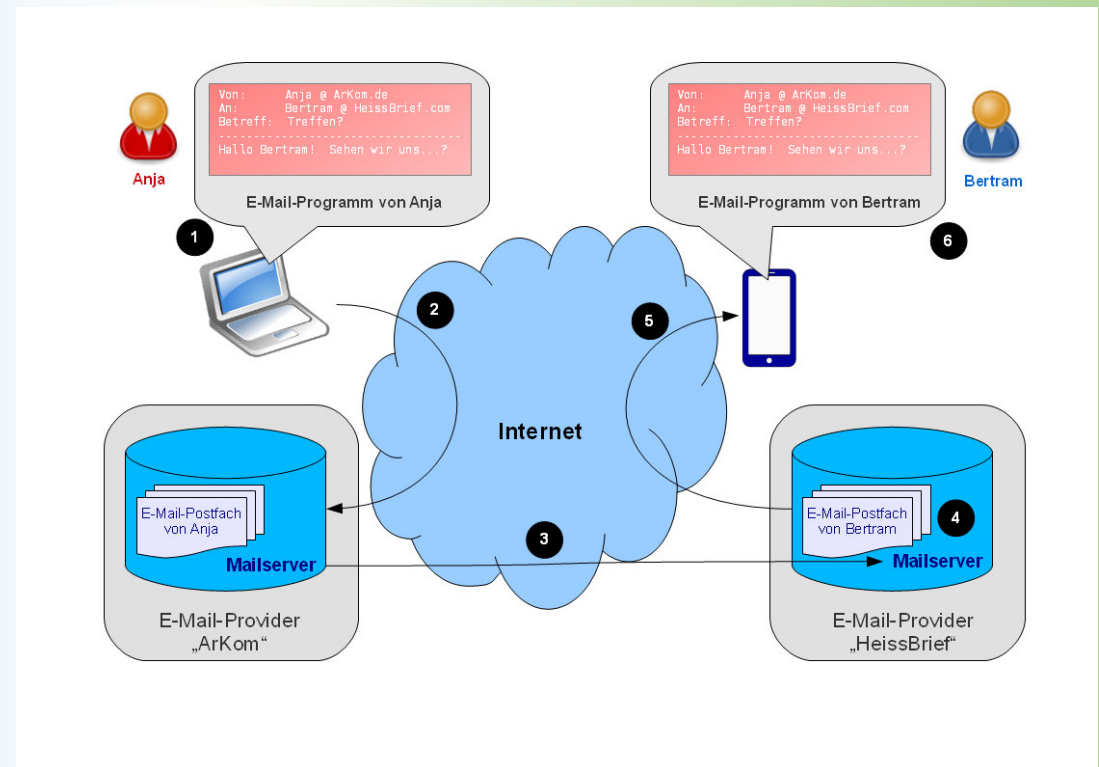 Von: Anja @ ArKom.de
An: Bertram @ HeissBrief.com
Betreff: Treffen?
-----------------------------------
Hallo Bertram! Sehen wir uns...?
E-Mail-Programm von Anja
Anja
Von: Anja @ ArKom.de
An: Bertram @ HeissBrief.com
Betreff: Treffen?
-----------------------------------
Hallo Bertram! Sehen wir uns...?
E-Mail-Programm von Bertram
Bertram
1
6
2
5
Internet
3
E-Mail-Postfach
von Anja
Mailserver
E-Mail-Provider
„ArKom“
E-Mail-Postfach
von Bertram
4
Mailserver
E-Mail-Provider
„HeissBrief“